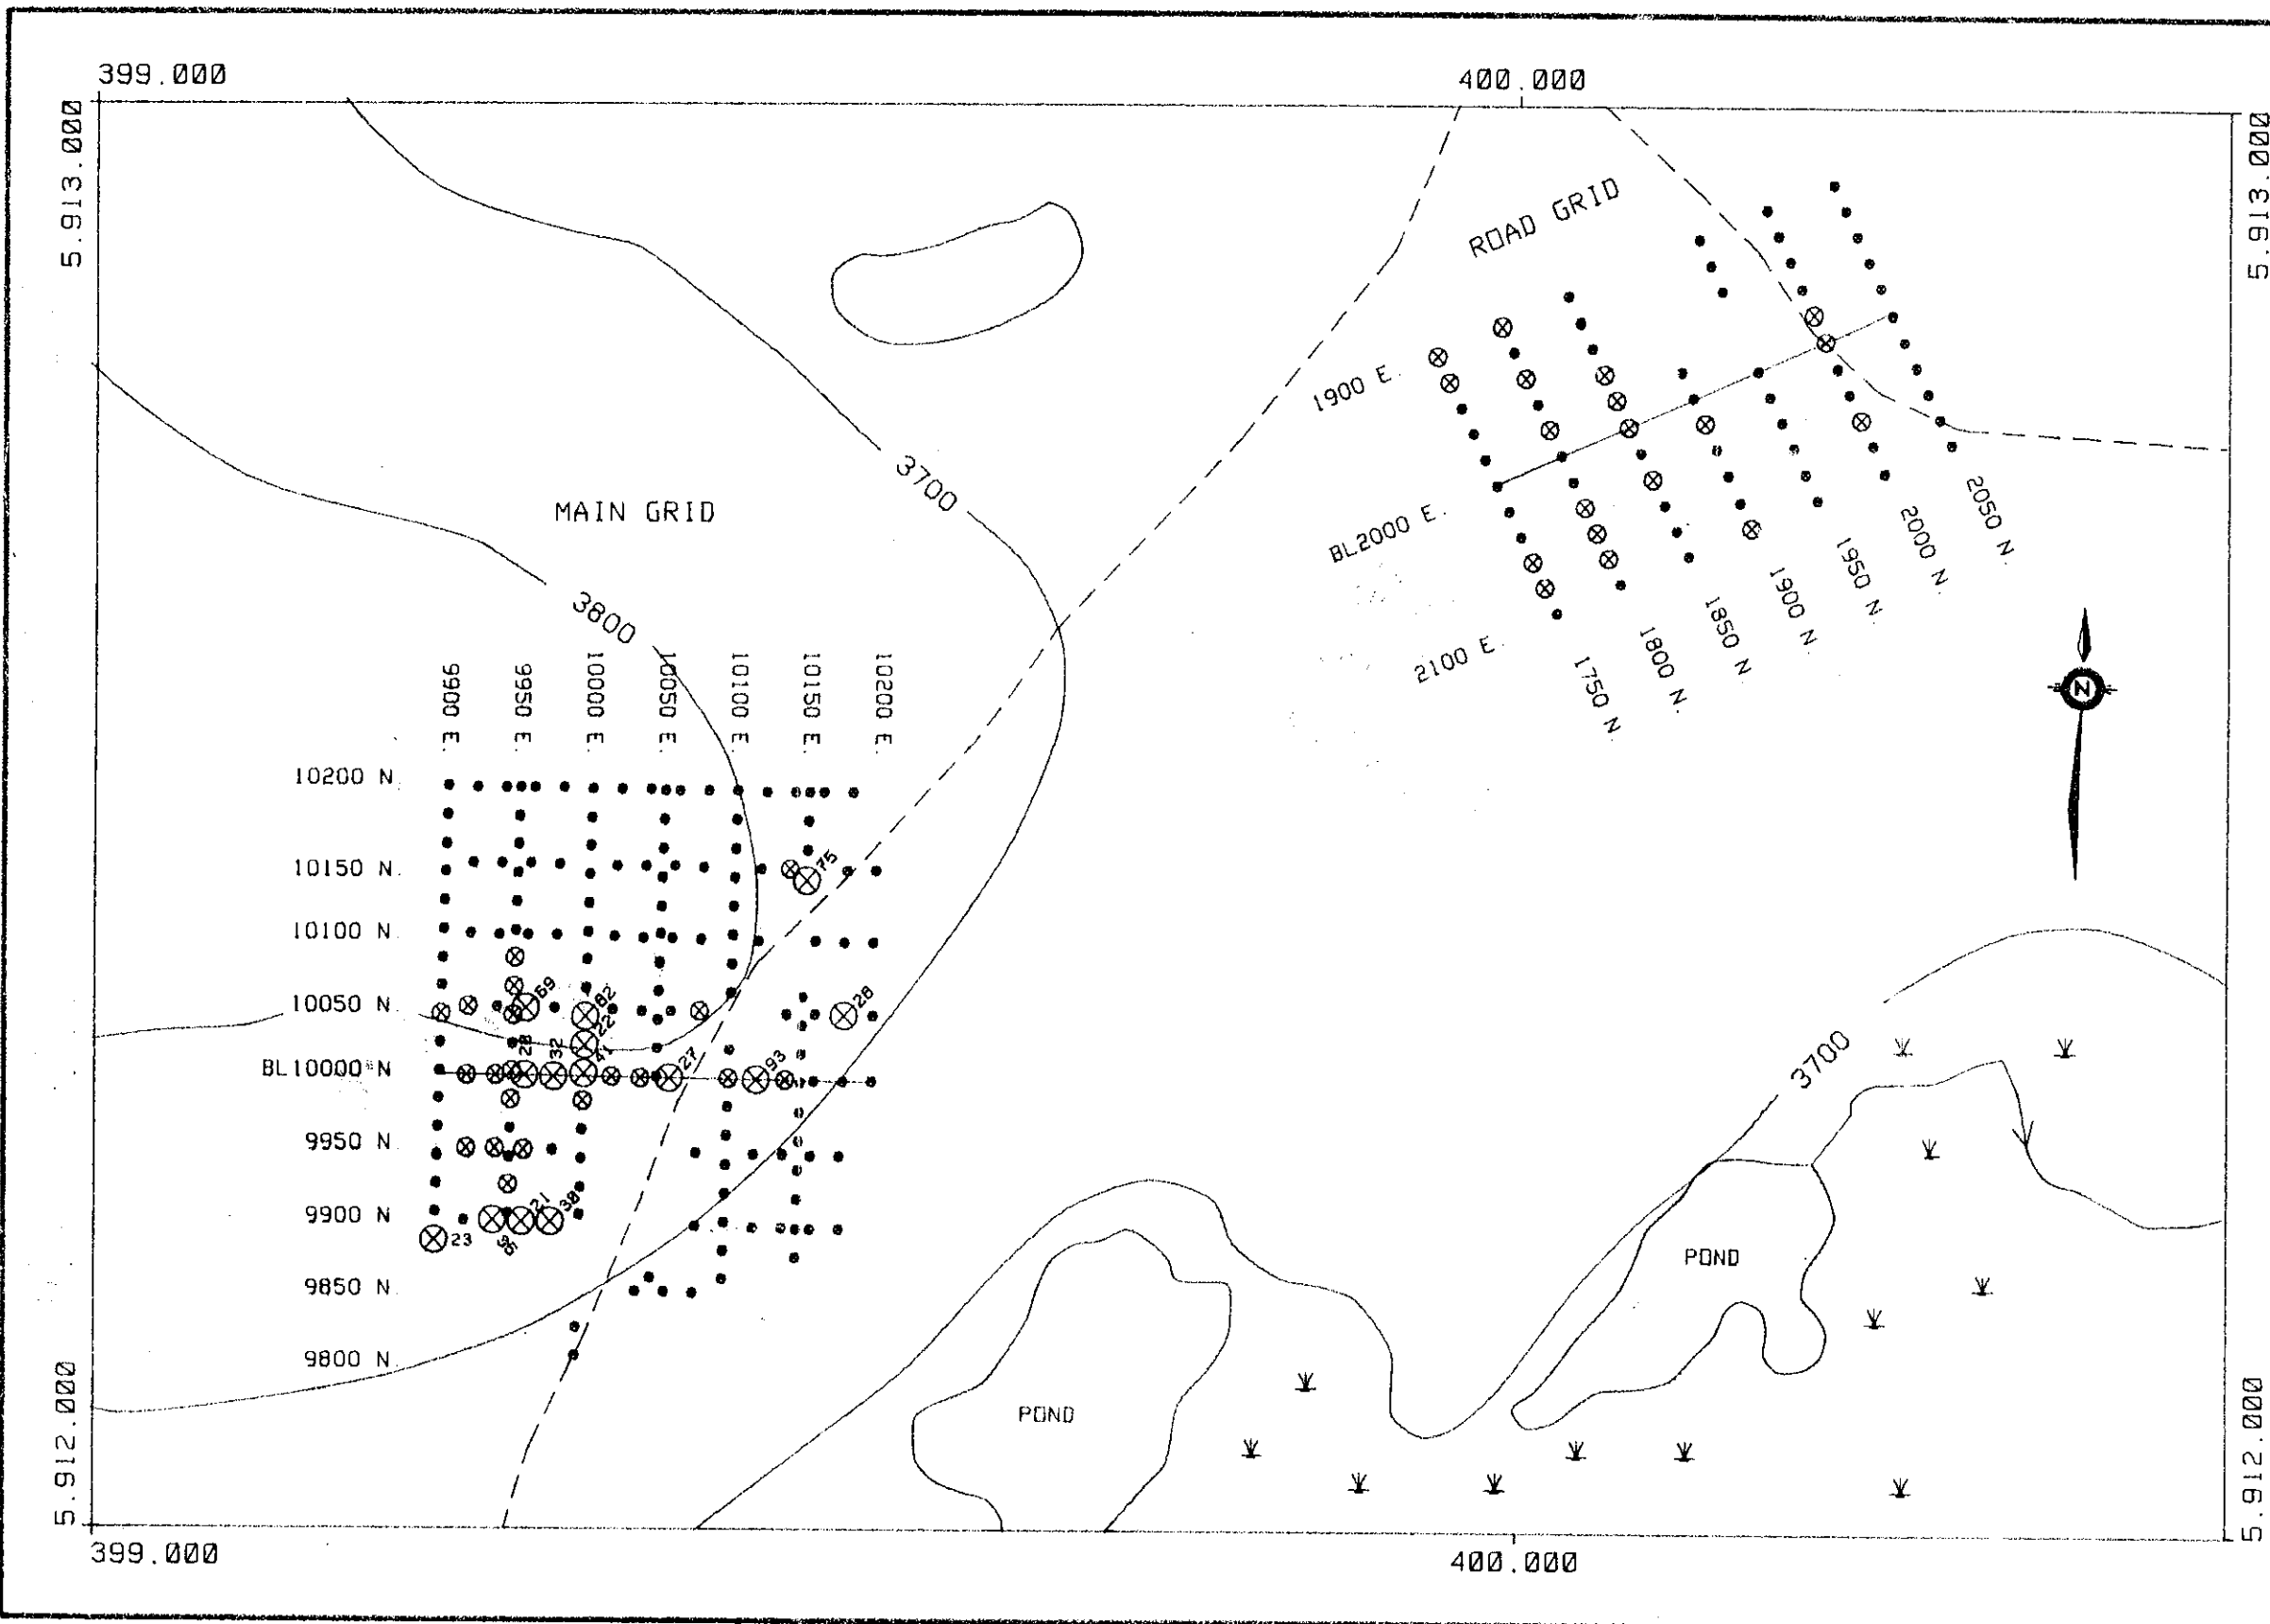 399.000
400.000
5.913.000
5.913.000
ROAD GRID
1900 E.
3700
MAIN GRID
BL2000 E.
2050 N.
2000 N.
1950 N.
1900 N.
1850 N.
1800 N.
1750 N.
2100 E.
3800
N
9900 E.
9950 E.
10000 E.
10050 E.
10100 E.
10150 E.
10200 E.
10200 N.
10150 N.
75
10100 N.
10050 N.
69
82
28
22
BL10000 N
28
32
41
27
93
3700
9950 N.
9900 N
21
38
23
POND
9850 N.
9800 N.
POND
5.912.000
5.912.000
399.000
400.000